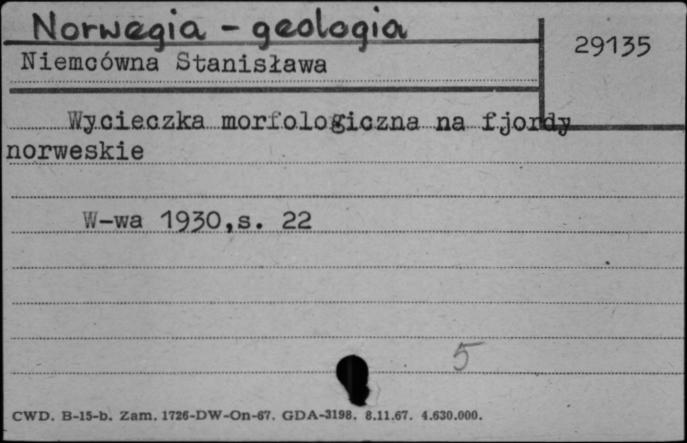 Norwegia - geologia
29135
Niemcówna Stanisława
Wycieczka morfologiczna na fjordy
norweskie
W-wa 1930,s. 22
5
CWD. B-15-b. Zam. 1726-DW-On-67. GDA-3198. 8.11.67. 4.630.000.